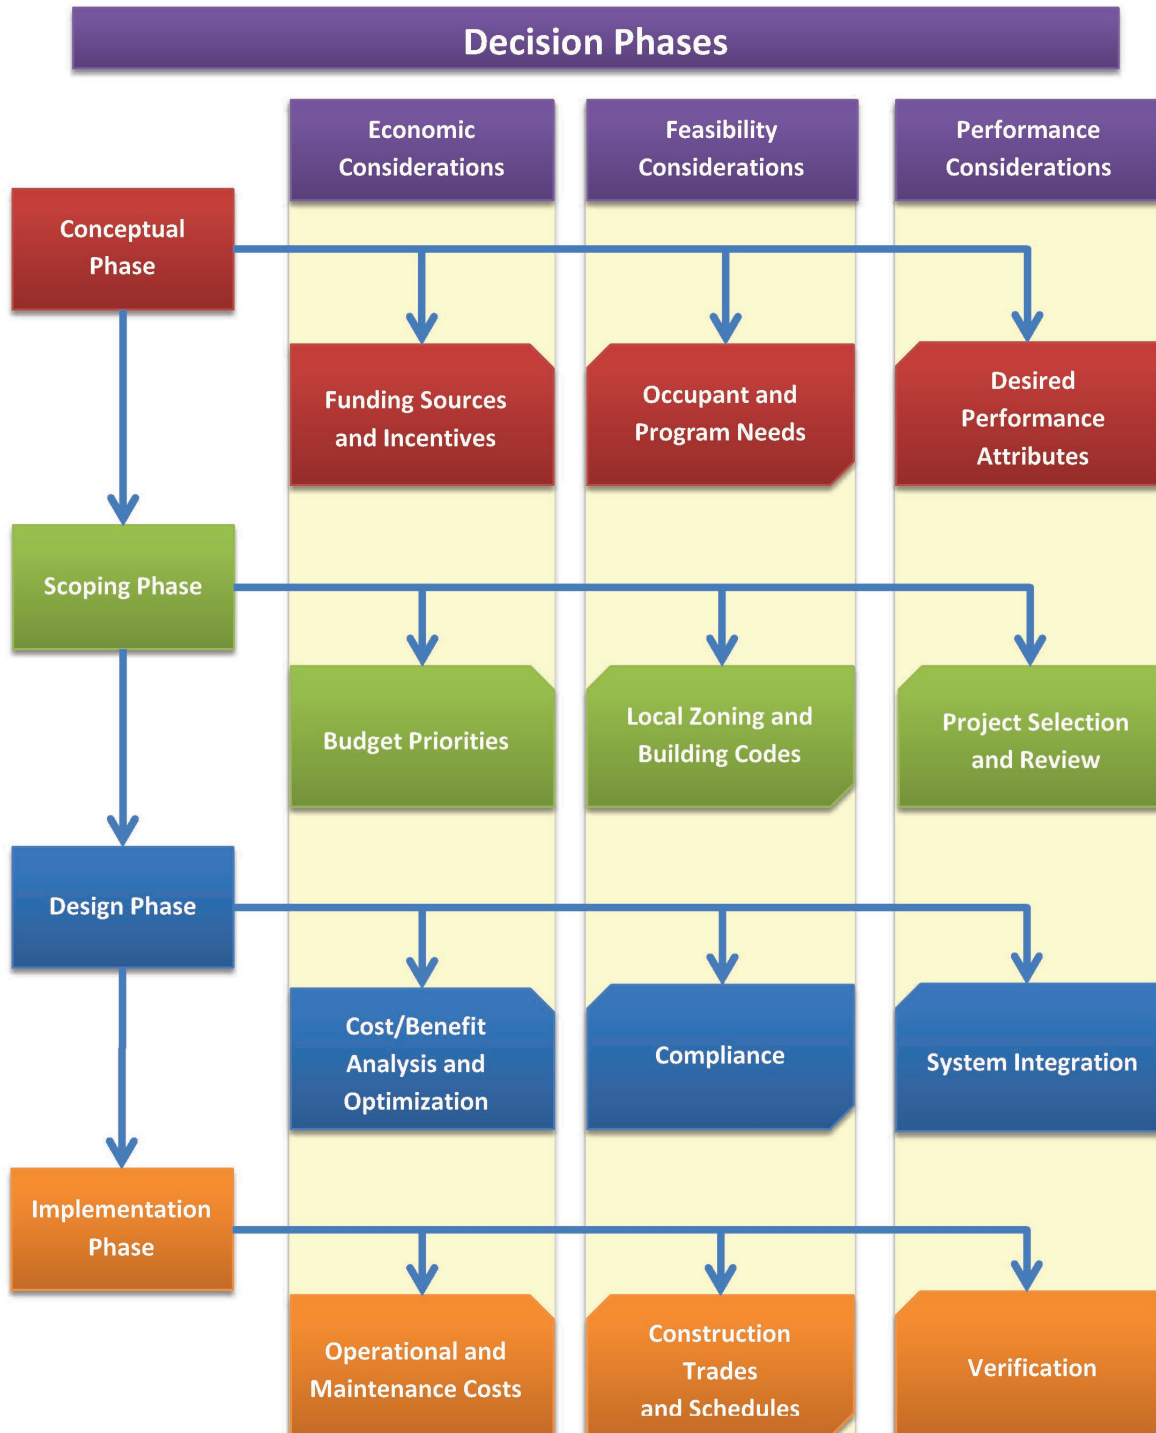 Decision Phases
Economic
Considerations
Feasibility
Considerations
Performance
Considerations
Conceptual
Phase
Funding Sources
and Incentives
Occupant and
Program Needs
Desired
Performance
Attributes
Scoping Phase
Budget Priorities
Local Zoning and
Building Codes
Project Selection
and Review
Design Phase
Cost/Benefit
Analysis and
Optimization
Compliance
System Integration
Implementation
Phase
Operational and
Maintenance Costs
Construction
Trades
and Schedules
Verification